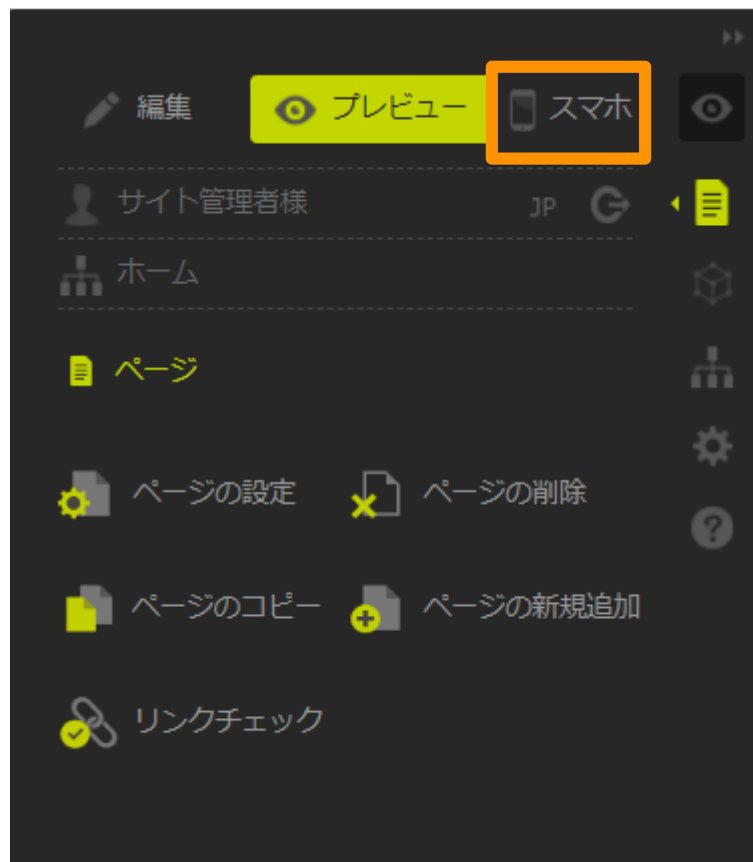 編集 プレビュー スマホ
サイト管理者様 JP
ホーム
ページ
ページの設定 ページの削除
ページのコピー ページの新規追加
リンクチェック